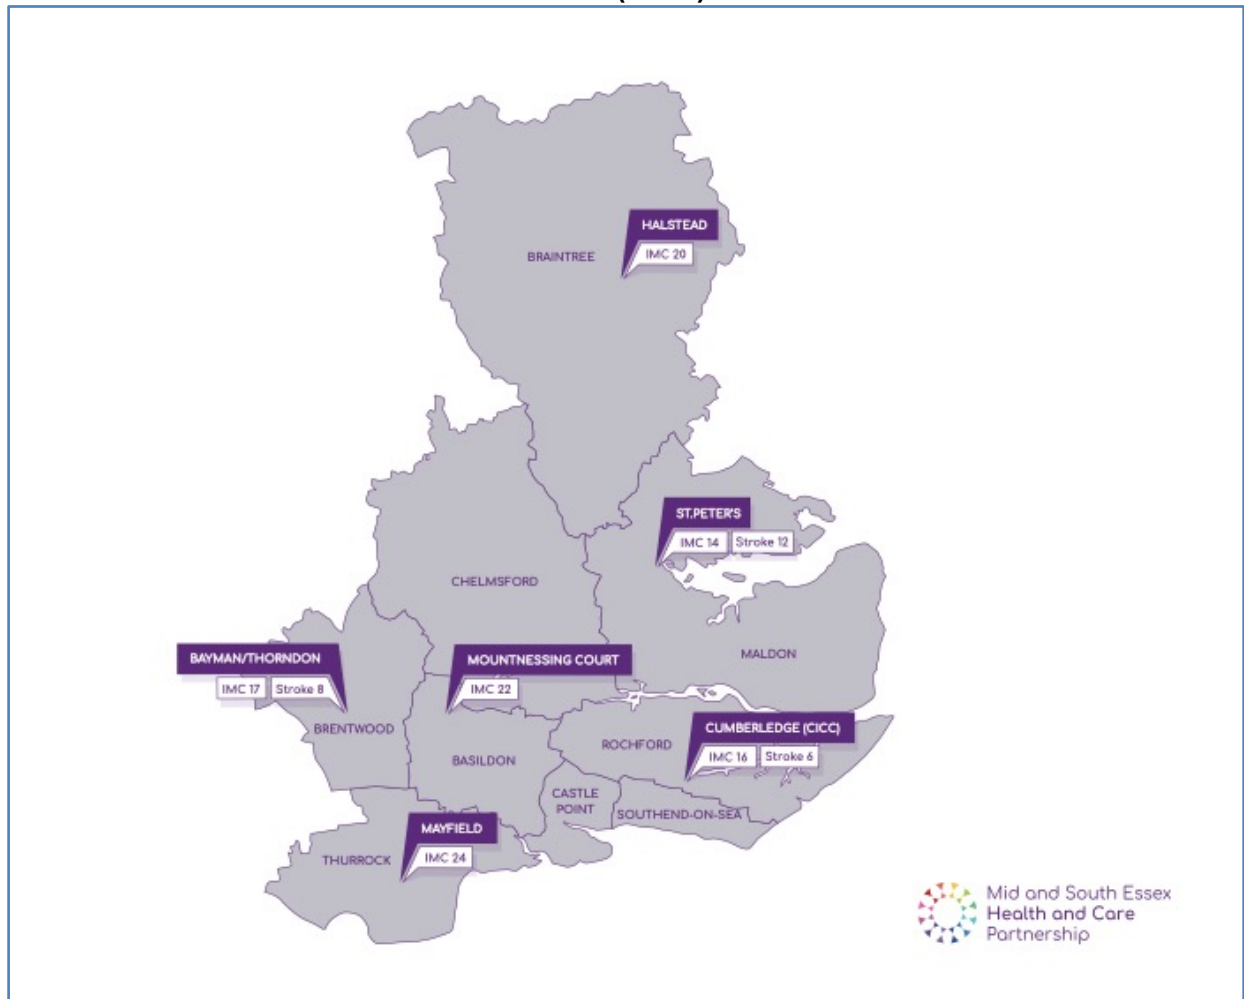 HALSTEAD
IMC 20
BRAINTREE
ST.PETER'S
IMC 14
Stroke 12
CHELMSFORD
MALDON
BAYMAN/THORNDON
IMC 17
Stroke 8
BRENTWOOD
MOUNTNESSING COURT
IMC 22
BASILDON
CUMBERLEDGE (CICC)
IMC 16
Stroke 6
ROCHFORD
CASTLE
POINT
SOUTHEND-ON-SEA
MAYFIELD
IMC 24
THURROCK
Mid and South Essex
Health and Care
Partnership